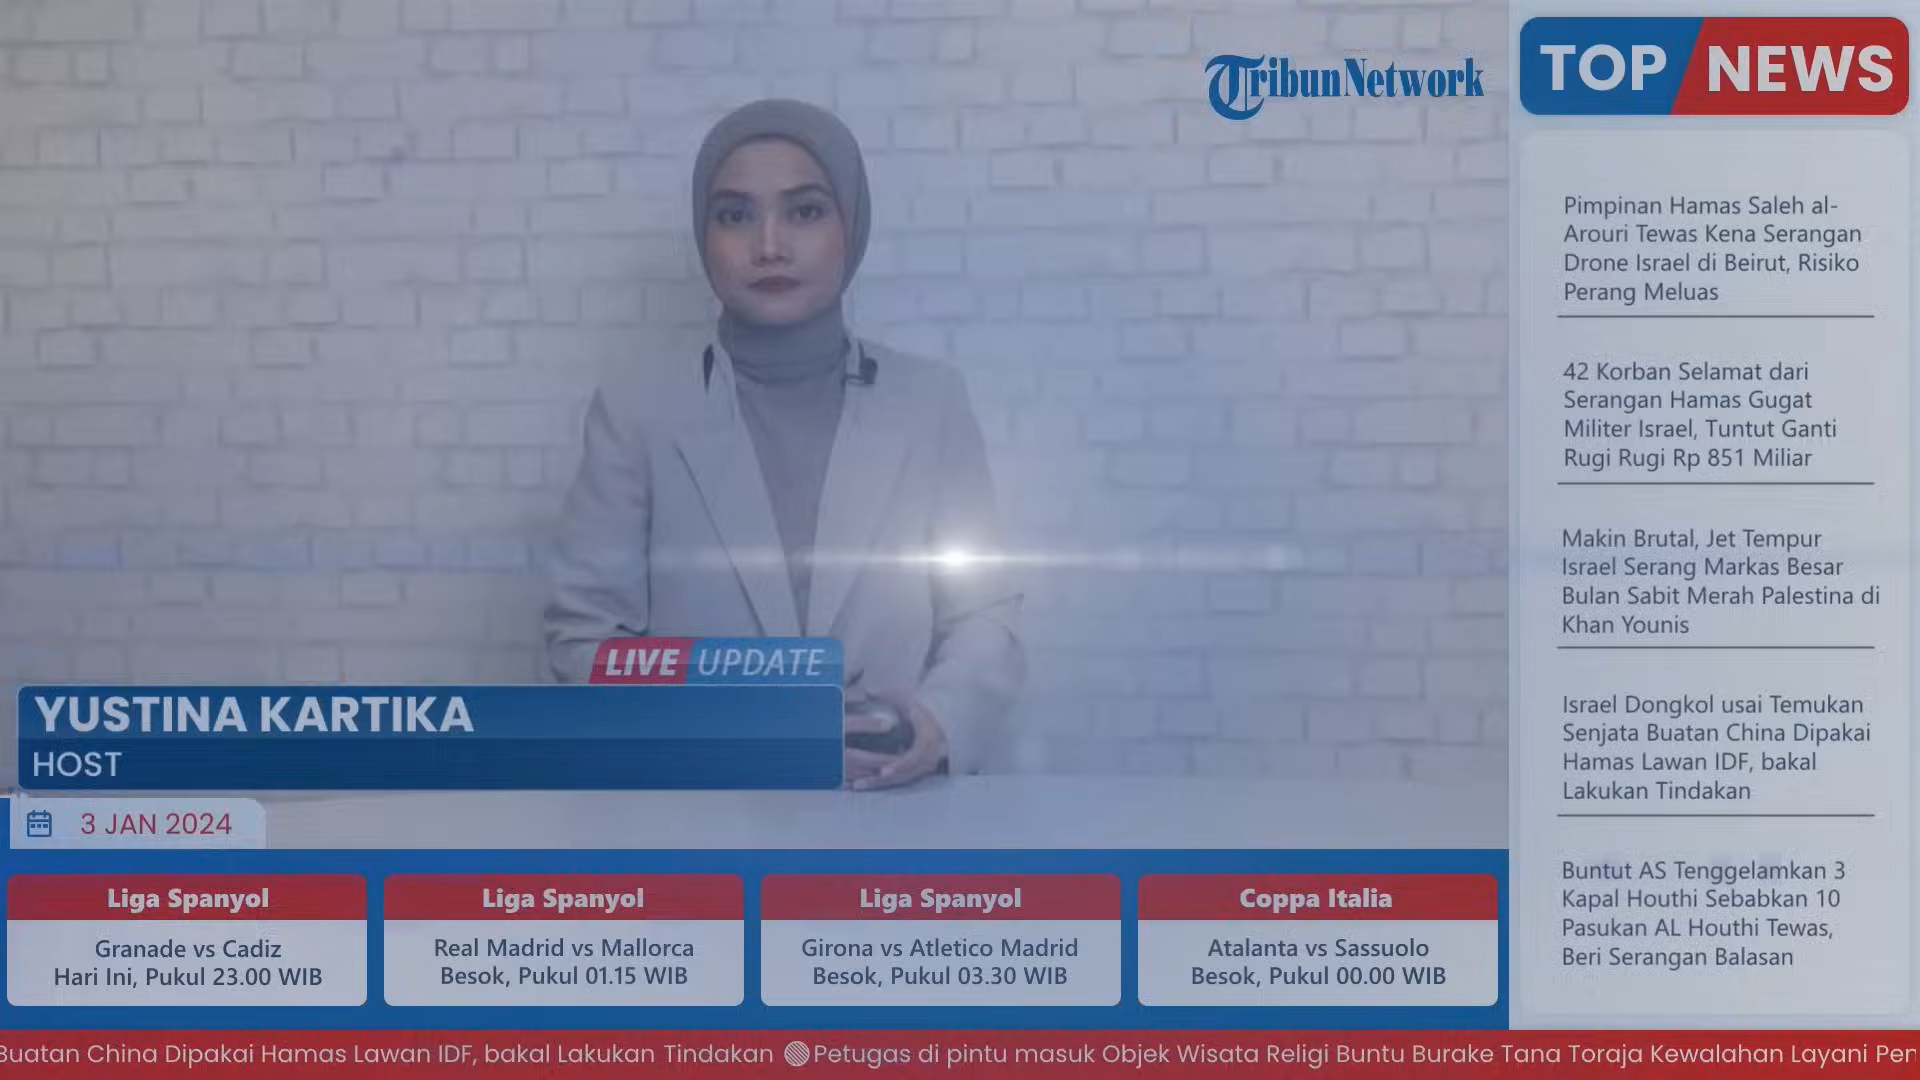 TribunNetwork
TOP NEWS
Pimpinan Hamas Saleh al-
Arouri Tewas Kena Serangan
Drone Israel di Beirut, Risiko
Perang Meluas
42 Korban Selamat dari
Serangan Hamas Gugat
Militer Israel, Tuntut Ganti
Rugi Rugi Rp 851 Miliar
Makin Brutal, Jet Tempur
Israel Serang Markas Besar
Bulan Sabit Merah Palestina di
Khan Younis
Israel Dongkol usai Temukan
Senjata Buatan China Dipakai
Hamas Lawan IDF, bakal
Lakukan Tindakan
Buntut AS Tenggelamkan 3
Kapal Houthi Sebabkan 10
Pasukan AL Houthi Tewas,
Beri Serangan Balasan
LIVE UPDATE
YUSTINA KARTIKA
HOST
3 JAN 2024
Liga Spanyol
Granade vs Cadiz
Hari Ini, Pukul 23.00 WIB
Liga Spanyol
Real Madrid vs Mallorca
Besok, Pukul 01.15 WIB
Liga Spanyol
Girona vs Atletico Madrid
Besok, Pukul 03.30 WIB
Coppa Italia
Atalanta vs Sassuolo
Besok, Pukul 00.00 WIB
Buatan China Dipakai Hamas Lawan IDF, bakal Lakukan Tindakan Petugas di pintu masuk Objek Wisata Religi Buntu Burake Tana Toraja Kewalahan Layani Pen